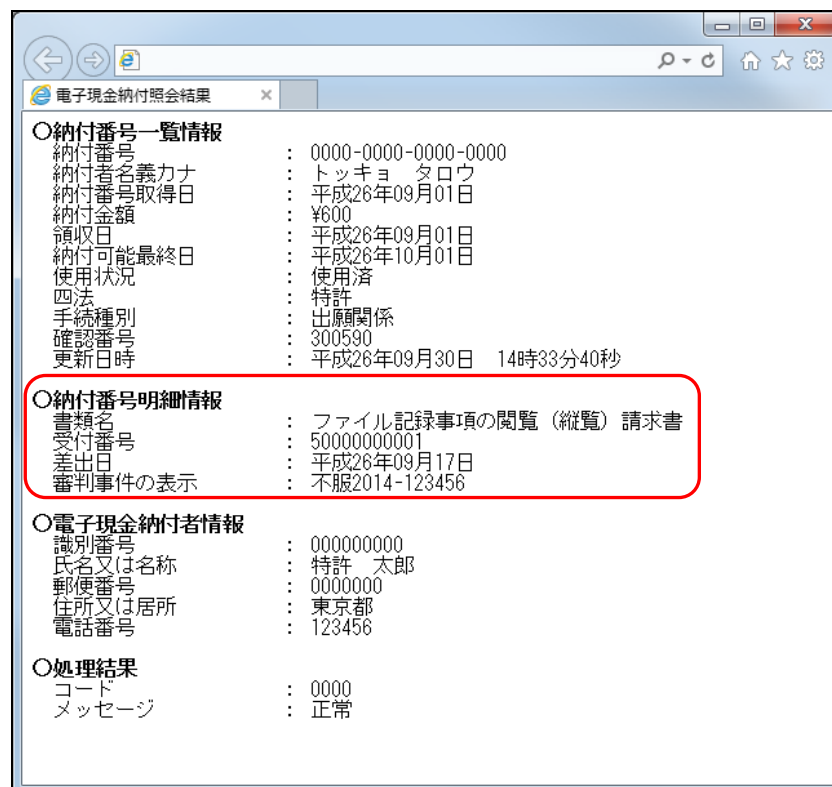 電子現金納付照会結果
○納付番号一覧情報
納付番号 : 0000-0000-0000-0000
納付者名義カナ : トッキョ タロウ
納付番号取得日 : 平成26年09月01日
納付金額 : ¥600
領収日 : 平成26年09月01日
納付可能最終日 : 平成26年10月01日
使用状況 : 使用済
四法 : 特許
手続種別 : 出願関係
確認番号 : 300590
更新日時 : 平成26年09月30日 14時33分40秒
○納付番号明細情報
書類名 : ファイル記録事項の閲覧（縦覧）請求書
受付番号 : 50000000001
差出日 : 平成26年09月17日
審判事件の表示 : 不服2014-123456
○電子現金納付者情報
識別番号 : 000000000
氏名又は名称 : 特許 太郎
郵便番号 : 0000000
住所又は居所 : 東京都
電話番号 : 123456
○処理結果
コード : 0000
メッセージ : 正常